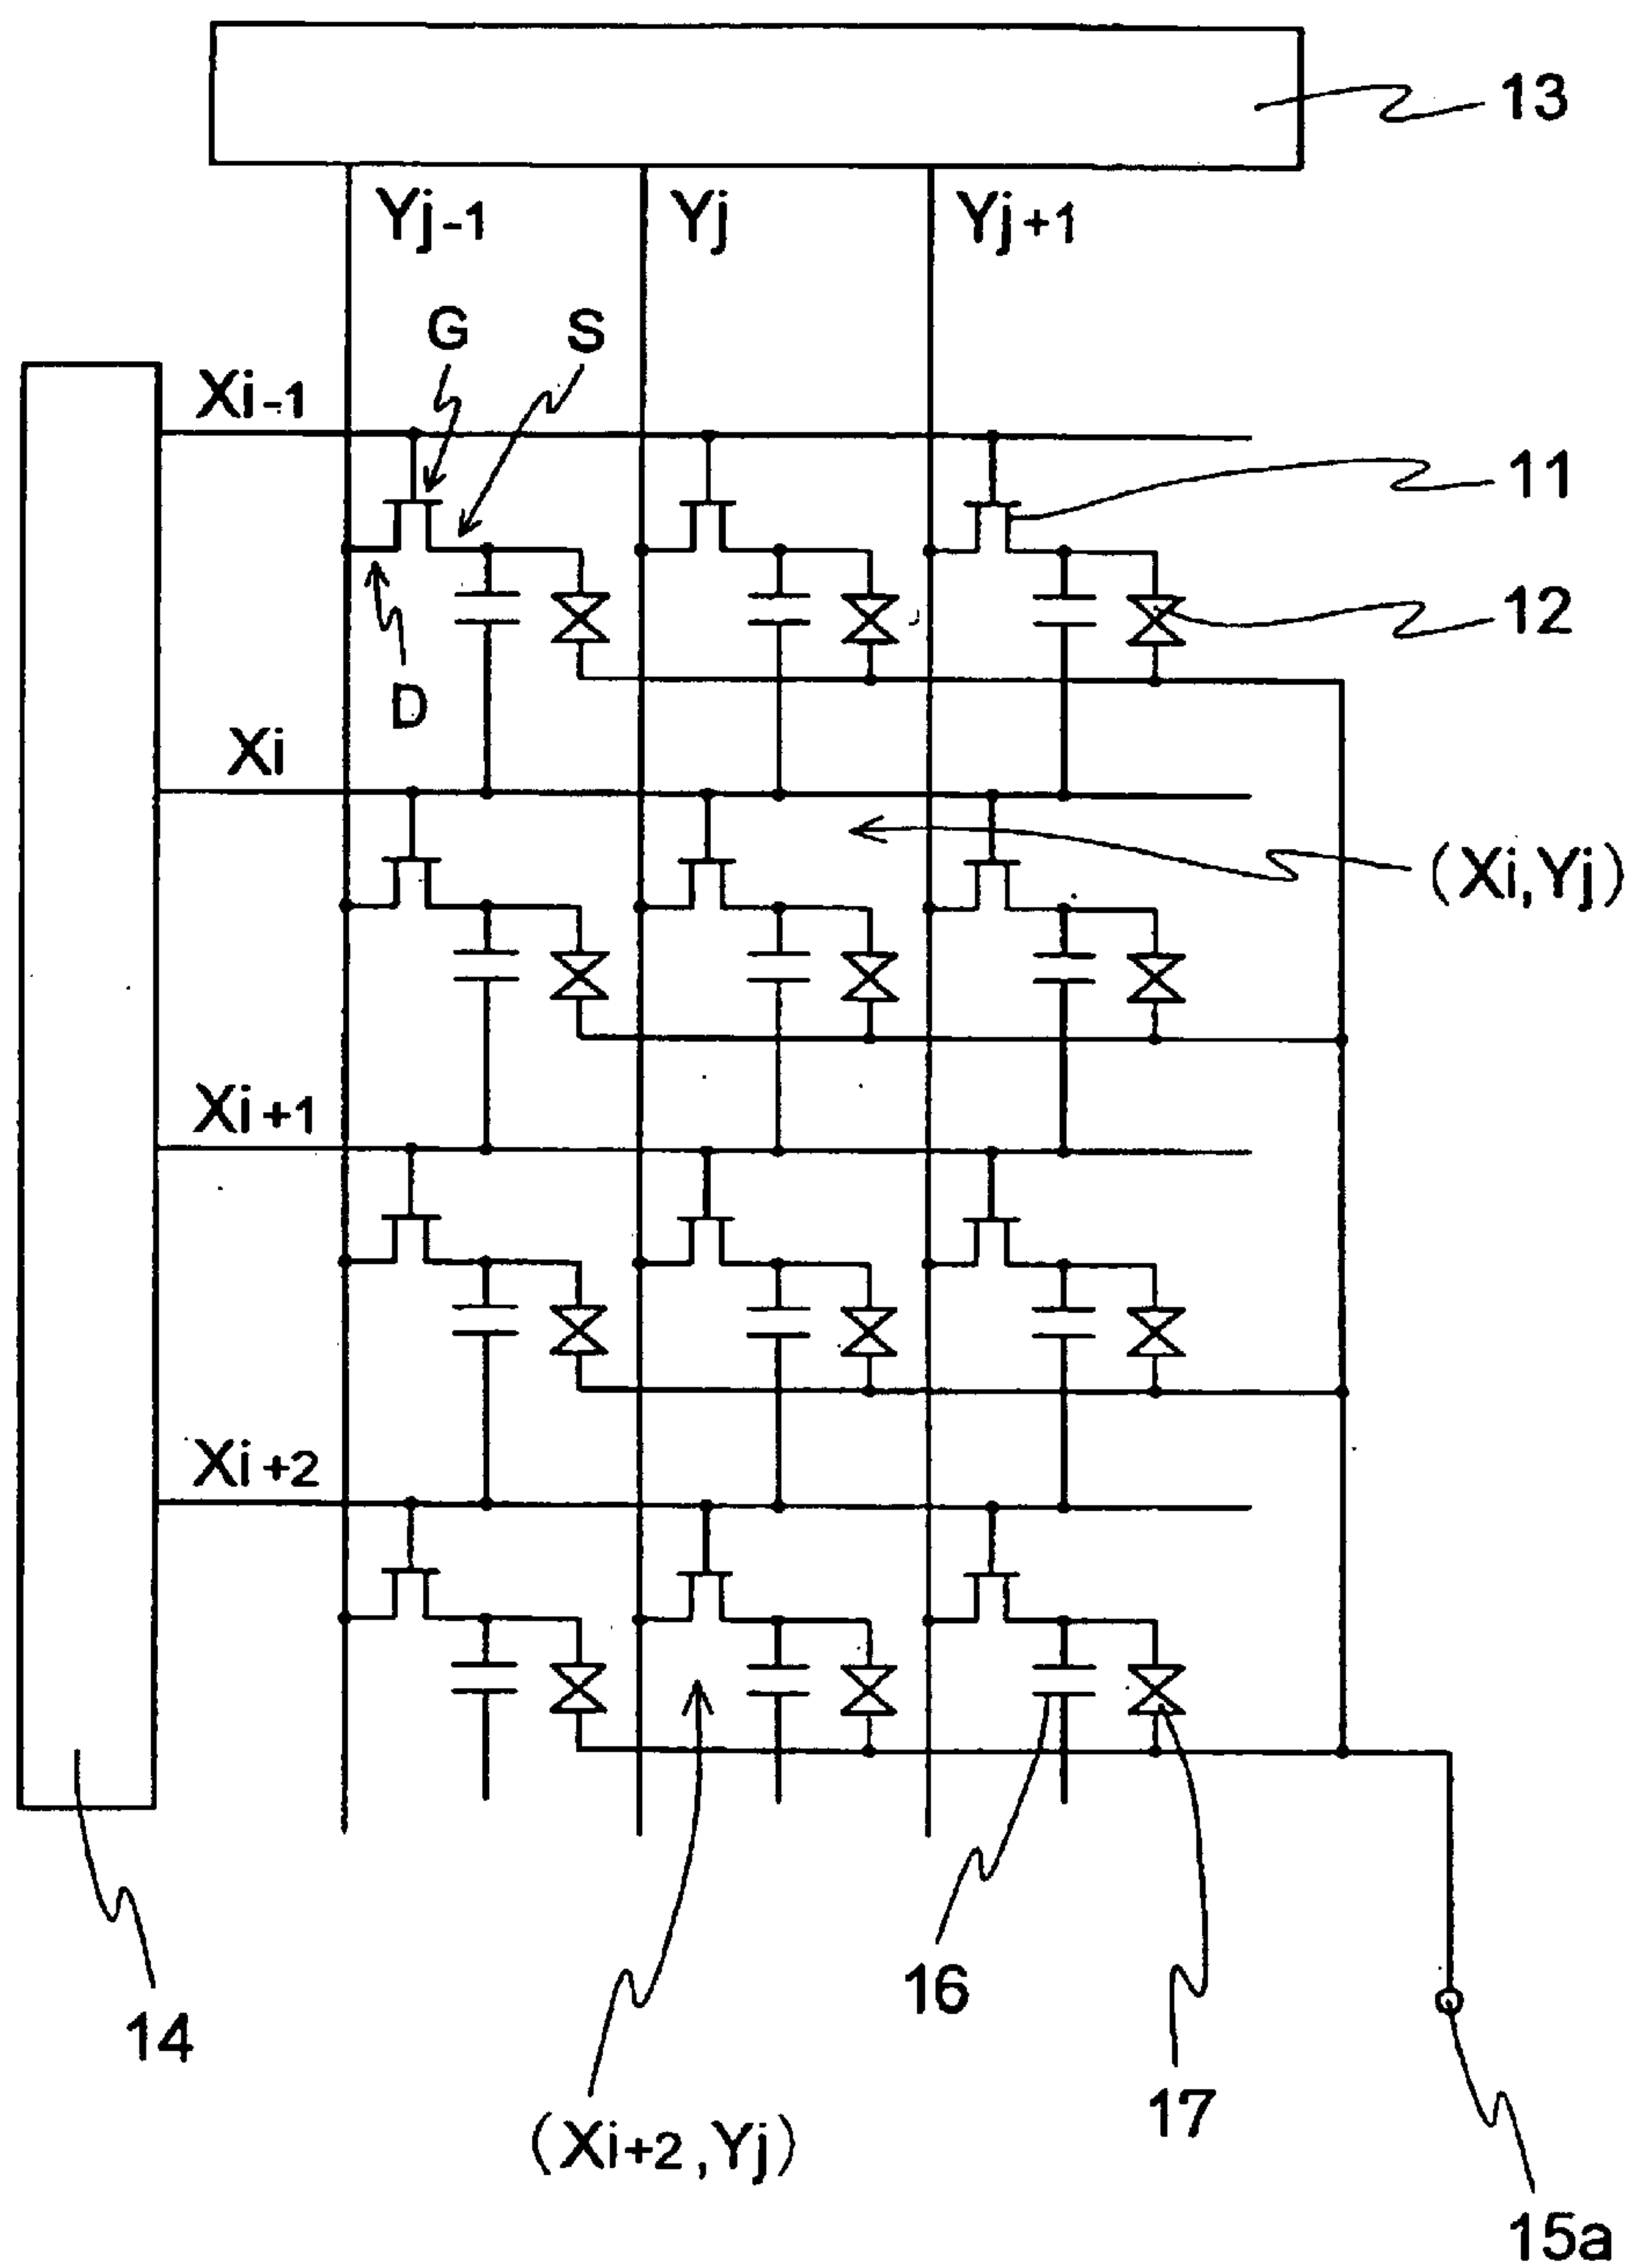 13
Yj-1
Yj
Yj+1
G
S
Xi-1
11
12
D
Xi
(Xi,Yj)
Xi+1
Xi+2
16
14
17
(Xi+2,Yj)
15a